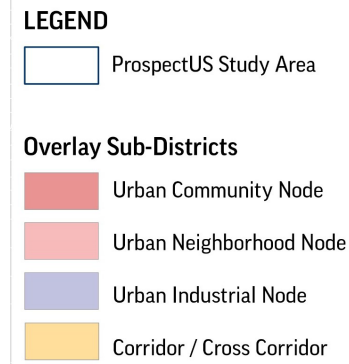 LEGEND
ProspectUS Study Area
Overlay Sub-Districts
Urban Community Node
Urban Neighborhood Node
Urban Industrial Node
Corridor / Cross Corridor